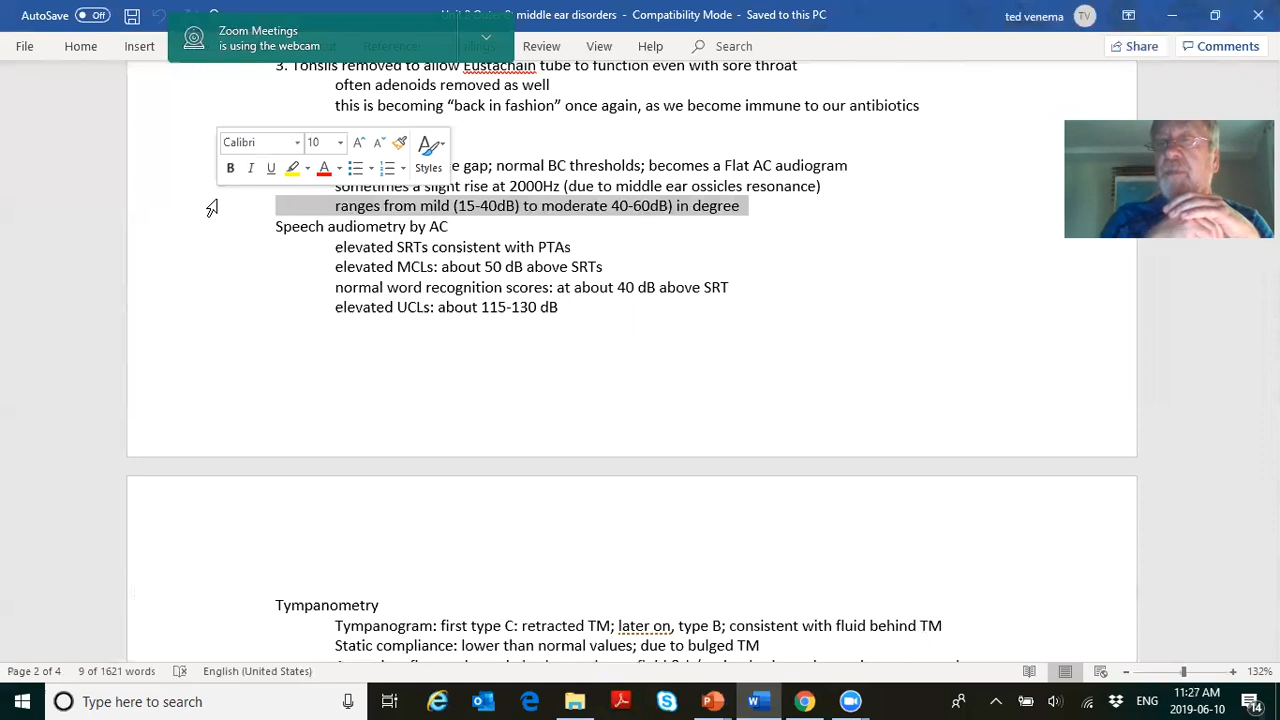 AutoSave Off
Unit 2 Outer & middle ear disorders - Compatibility Mode - Saved to this PC
ted venema TV
Zoom Meetings
is using the webcam
File Home Insert Review View Help Search Share Comments
3. Tonsils removed to allow Eustachain tube to function even with sore throat
often adenoids removed as well
this is becoming “back in fashion” once again, as we become immune to our antibiotics
Calibri 10
B I U A Styles
gap; normal BC thresholds; becomes a Flat AC audiogram
sometimes a slight rise at 2000Hz (due to middle ear ossicles resonance)
ranges from mild (15-40dB) to moderate 40-60dB) in degree
Speech audiometry by AC
elevated SRTs consistent with PTAs
elevated MCLs: about 50 dB above SRTs
normal word recognition scores: at about 40 dB above SRT
elevated UCLs: about 115-130 dB
Tympanometry
Tympanogram: first type C: retracted TM; later on, type B; consistent with fluid behind TM
Static compliance: lower than normal values; due to bulged TM
Page 2 of 4 9 of 1621 words English (United States) 132%
Type here to search
ENG
11:27 AM
2019-06-10
14